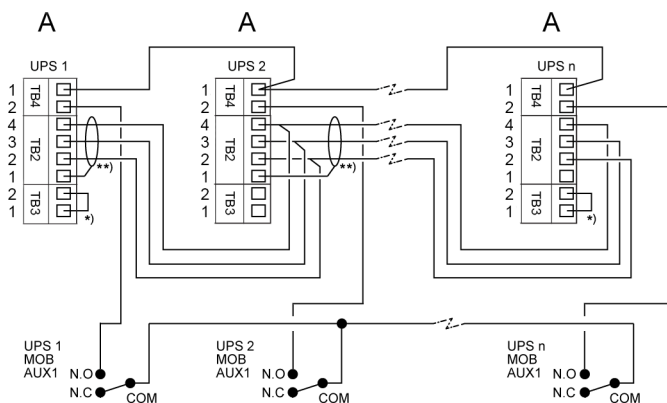 A A A
UPS 1 UPS 2 UPS n
1 TB4 1 TB4 1 TB4
2 2 2
4 4 4
3 TB2 3 TB2 3 TB2
2 2 2
1 **) 1 **) 1
2 TB3 2 TB3 2 TB3
1 *) 1 1 *)
UPS 1 UPS 2 UPS n
MOB MOB MOB
AUX1 N.O AUX1 N.O AUX1 N.O
N.C COM N.C COM N.C COM